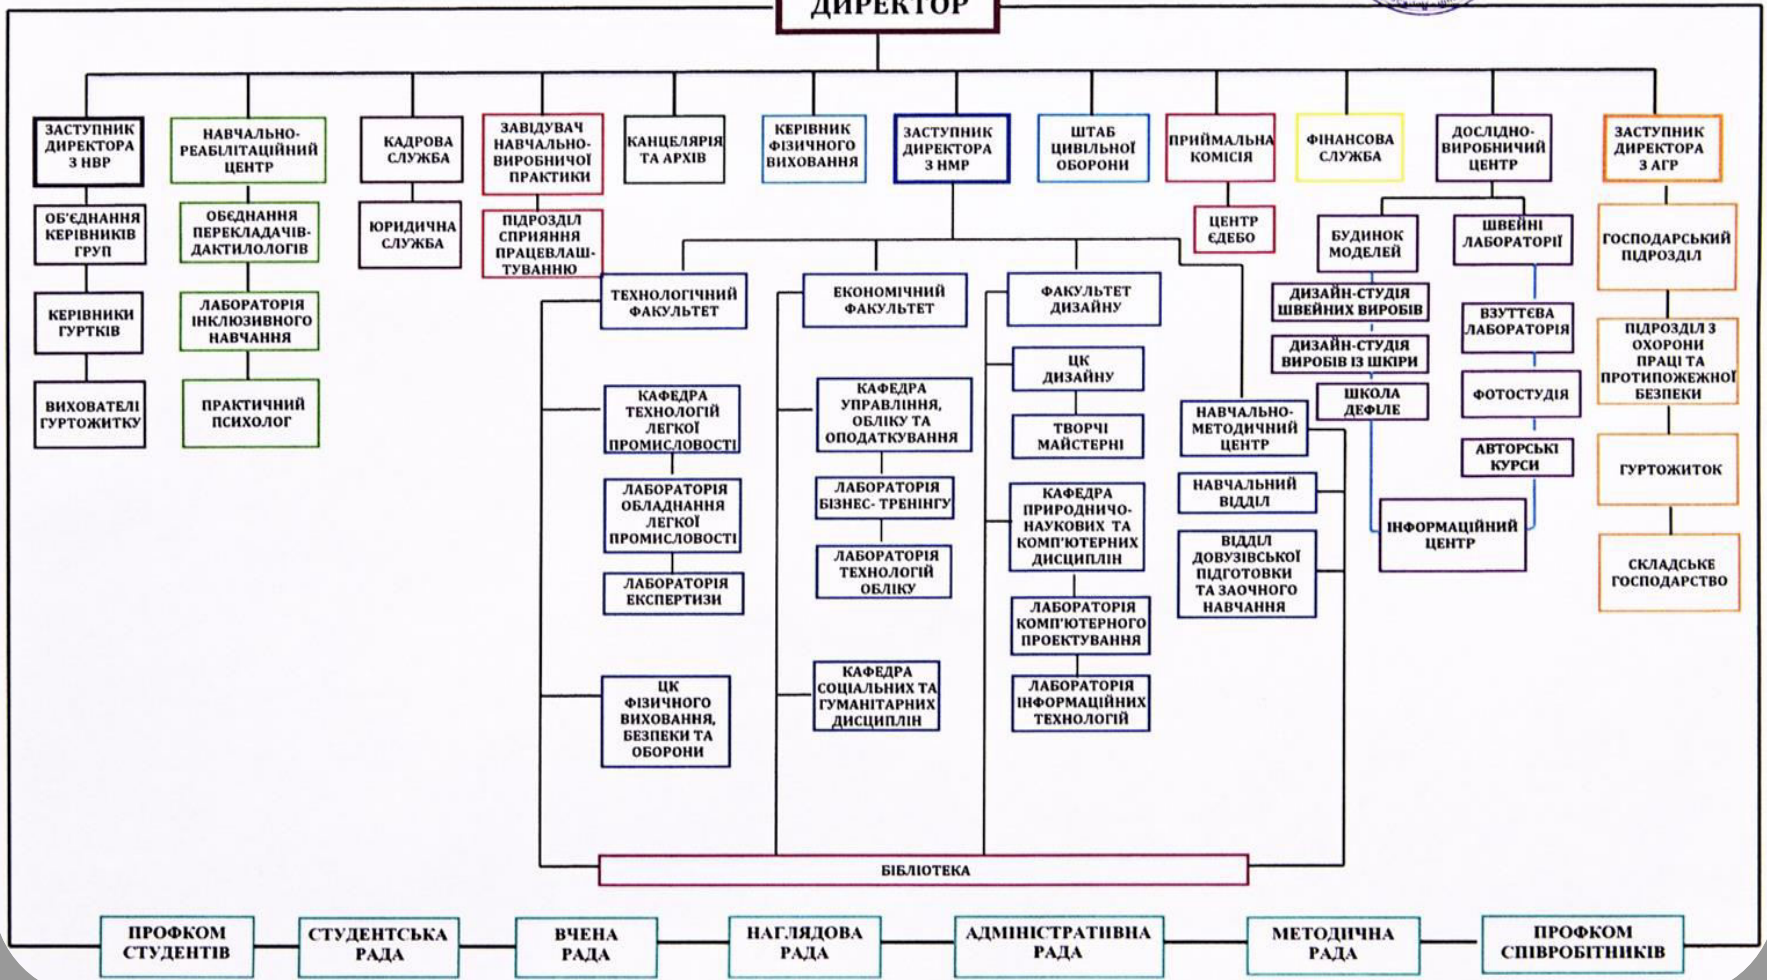 ДИРЕКТОР
ЗАСТУПНИК
ДИРЕКТОРА
З НВР
НАВЧАЛЬНО-
РЕАБІЛІТАЦІЙНИЙ
ЦЕНТР
КАДРОВА
СЛУЖБА
ЗАВІДУВАЧ
НАВЧАЛЬНО-
ВИРОБНИЧОЇ
ПРАКТИКИ
КАНЦЕЛЯРІЯ
ТА АРХІВ
КЕРІВНИК
ФІЗИЧНОГО
ВИХОВАННЯ
ЗАСТУПНИК
ДИРЕКТОРА
З НМР
ШТАБ
ЦИВІЛЬНОЇ
ОБОРОНИ
ПРИЙМАЛЬНА
КОМІСІЯ
ФІНАНСОВА
СЛУЖБА
ДОСЛІДНО-
ВИРОБНИЧИЙ
ЦЕНТР
ЗАСТУПНИК
ДИРЕКТОРА
З АГР
ОБ'ЄДНАННЯ
КЕРІВНИКІВ
ГРУП
КЕРІВНИКИ
ГУРТКІВ
ВИХОВАТЕЛІ
ГУРТОЖИТКУ
ОБЄДНАННЯ
ПЕРЕКЛАДАЧІВ-
ДАКТИЛОЛОГІВ
ЛАБОРАТОРІЯ
ІНКЛЮЗИВНОГО
НАВЧАННЯ
ПРАКТИЧНИЙ
ПСИХОЛОГ
ЮРИДИЧНА
СЛУЖБА
ПІДРОЗДІЛ
СПРИЯННЯ
ПРАЦЕВЛАШ-
ТУВАННЮ
ТЕХНОЛОГІЧНИЙ
ФАКУЛЬТЕТ
КАФЕДРА
ТЕХНОЛОГІЙ
ЛЕГКОЇ
ПРОМИСЛОВОСТІ
ЛАБОРАТОРІЯ
ОБЛАДНАННЯ
ЛЕГКОЇ
ПРОМИСЛОВОСТІ
ЛАБОРАТОРІЯ
ЕКСПЕРТИЗИ
ЦК
ФІЗИЧНОГО
ВИХОВАННЯ,
БЕЗПЕКИ ТА
ОБОРОНИ
ЕКОНОМІЧНИЙ
ФАКУЛЬТЕТ
КАФЕДРА
УПРАВЛІННЯ,
ОБЛІКУ ТА
ОПОДАТКУВАННЯ
ЛАБОРАТОРІЯ
БІЗНЕС- ТРЕНІНГУ
ЛАБОРАТОРІЯ
ТЕХНОЛОГІЙ
ОБЛІКУ
КАФЕДРА
СОЦІАЛЬНИХ ТА
ГУМАНІТАРНИХ
ДИСЦИПЛІН
ФАКУЛЬТЕТ
ДИЗАЙНУ
ЦК
ДИЗАЙНУ
ТВОРЧІ
МАЙСТЕРНІ
КАФЕДРА
ПРИРОДНИЧО-
НАУКОВИХ ТА
КОМП'ЮТЕРНИХ
ДИСЦИПЛІН
ЛАБОРАТОРІЯ
КОМП'ЮТЕРНОГО
ПРОЕКТУВАННЯ
ЛАБОРАТОРІЯ
ІНФОРМАЦІЙНИХ
ТЕХНОЛОГІЙ
ЦЕНТР
ЄДЕБО
НАВЧАЛЬНО-
МЕТОДИЧНИЙ
ЦЕНТР
НАВЧАЛЬНИЙ
ВІДДІЛ
ВІДДІЛ
ДОВУЗІВСЬКОЇ
ПІДГОТОВКИ
ТА ЗАОЧНОГО
НАВЧАННЯ
БУДИНОК
МОДЕЛЕЙ
ДИЗАЙН-СТУДІЯ
ШВЕЙНИХ ВИРОБІВ
ДИЗАЙН-СТУДІЯ
ВИРОБІВ ІЗ ШКІРИ
ШКОЛА
ДЕФІЛЕ
ШВЕЙНІ
ЛАБОРАТОРІЇ
ВЗУТТЄВА
ЛАБОРАТОРІЯ
ФОТОСТУДІЯ
АВТОРСЬКІ
КУРСИ
ІНФОРМАЦІЙНИЙ
ЦЕНТР
ГОСПОДАРСЬКИЙ
ПІДРОЗДІЛ
ПІДРОЗДІЛ З
ОХОРОНИ
ПРАЦІ ТА
ПРОТИПОЖЕЖНОЇ
БЕЗПЕКИ
ГУРТОЖИТОК
СКЛАДСЬКЕ
ГОСПОДАРСТВО
БІБЛІОТЕКА
ПРОФКОМ
СТУДЕНТІВ
СТУДЕНТСЬКА
РАДА
ВЧЕНА
РАДА
НАГЛЯДОВА
РАДА
АДМІНІСТРАТИВНА
РАДА
МЕТОДИЧНА
РАДА
ПРОФКОМ
СПІВРОБІТНИКІВ